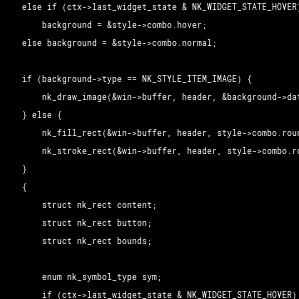 else if (ctx->last_widget_state & NK_WIDGET_STATE_HOVER)
background = &style->combo.hover;
else background = &style->combo.normal;
if (background->type == NK_STYLE_ITEM_IMAGE) {
nk_draw_image(&win->buffer, header, &background->dat
} else {
nk_fill_rect(&win->buffer, header, style->combo.roun
nk_stroke_rect(&win->buffer, header, style->combo.ro
}
{
struct nk_rect content;
struct nk_rect button;
struct nk_rect bounds;
enum nk_symbol_type sym;
if (ctx->last_widget_state & NK_WIDGET_STATE_HOVER)